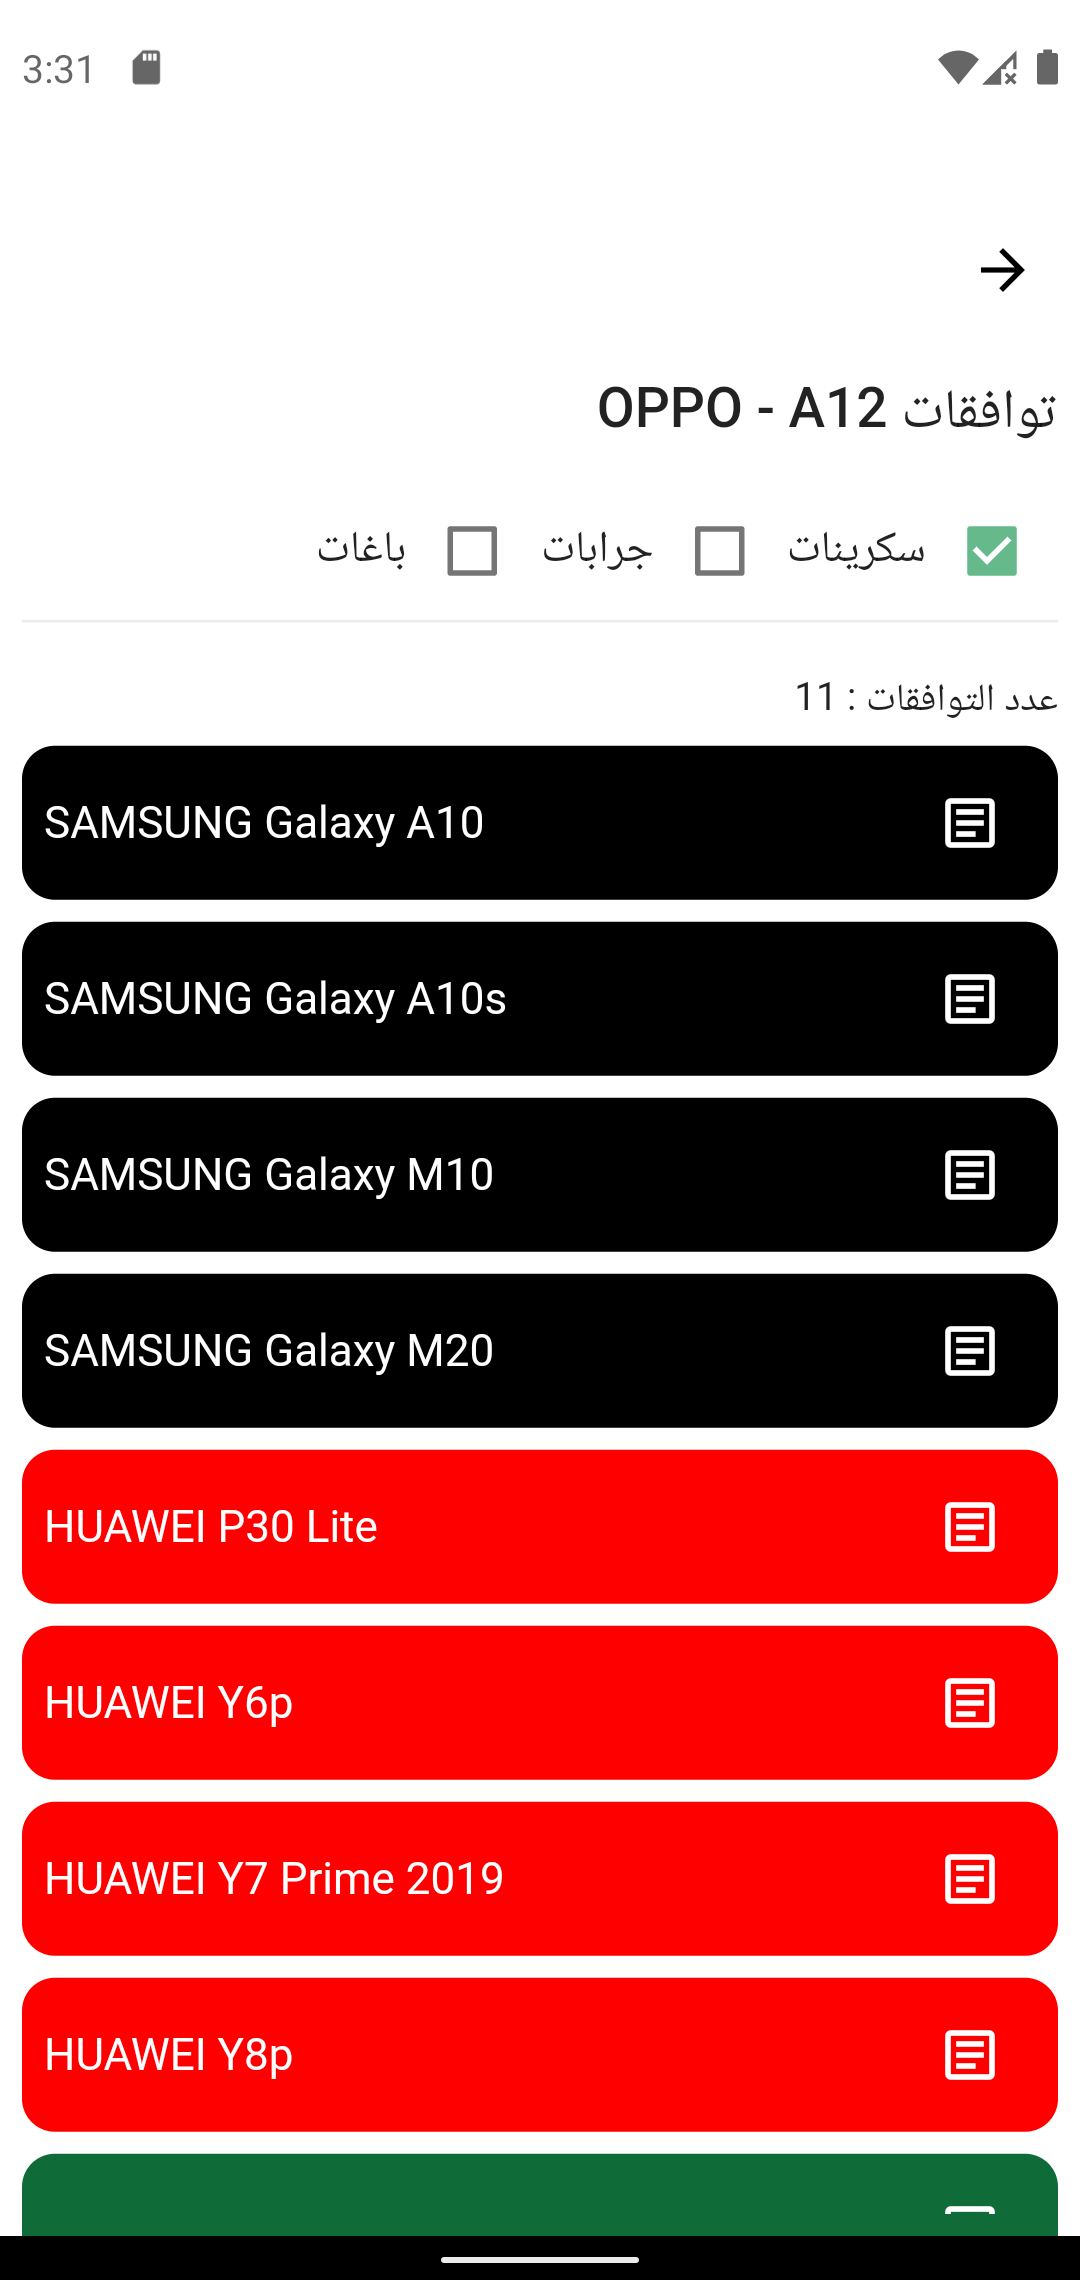 3:31
توافقات OPPO - A12
سكرينات جرابات باغات
عدد التوافقات : 11
SAMSUNG Galaxy A10
SAMSUNG Galaxy A10s
SAMSUNG Galaxy M10
SAMSUNG Galaxy M20
HUAWEI P30 Lite
HUAWEI Y6p
HUAWEI Y7 Prime 2019
HUAWEI Y8p